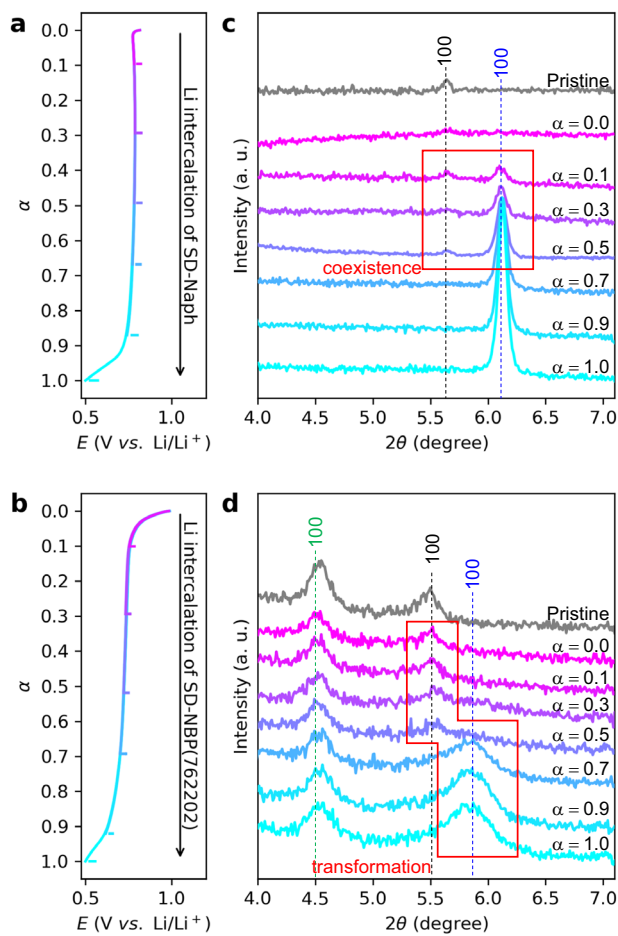 a
0.0
0.1
0.2
0.3
0.4
0.5
0.6
0.7
0.8
0.9
1.0
α
Li intercalation of SD-Naph
0.5 1.0
E (V vs. Li/Li⁺)
c
100 100
Pristine
α = 0.0
α = 0.1
α = 0.3
α = 0.5
coexistence
α = 0.7
α = 0.9
α = 1.0
Intensity (a. u.)
4.0 4.5 5.0 5.5 6.0 6.5 7.0
2θ (degree)
b
0.0
0.1
0.2
0.3
0.4
0.5
0.6
0.7
0.8
0.9
1.0
α
Li intercalation of SD-NBP(762202)
0.5 1.0
E (V vs. Li/Li⁺)
d
100 100 100
Pristine
α = 0.0
α = 0.1
α = 0.3
α = 0.5
α = 0.7
α = 0.9
α = 1.0
transformation
Intensity (a. u.)
4.0 4.5 5.0 5.5 6.0 6.5 7.0
2θ (degree)